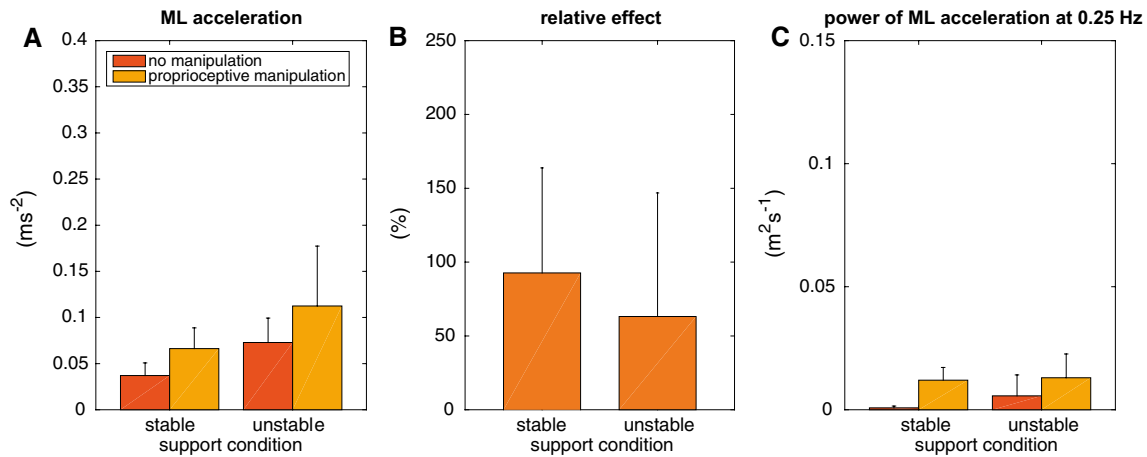 A
ML acceleration
0.4
0.35
0.3
0.25
0.2
0.15
0.1
0.05
0
(ms-2)
no manipulation
proprioceptive manipulation
stable
unstable
support condition
B
relative effect
250
200
150
100
50
0
(%)
stable
unstable
support condition
C
power of ML acceleration at 0.25 Hz
0.15
0.1
0.05
0
(m2s-1)
stable
unstable
support condition